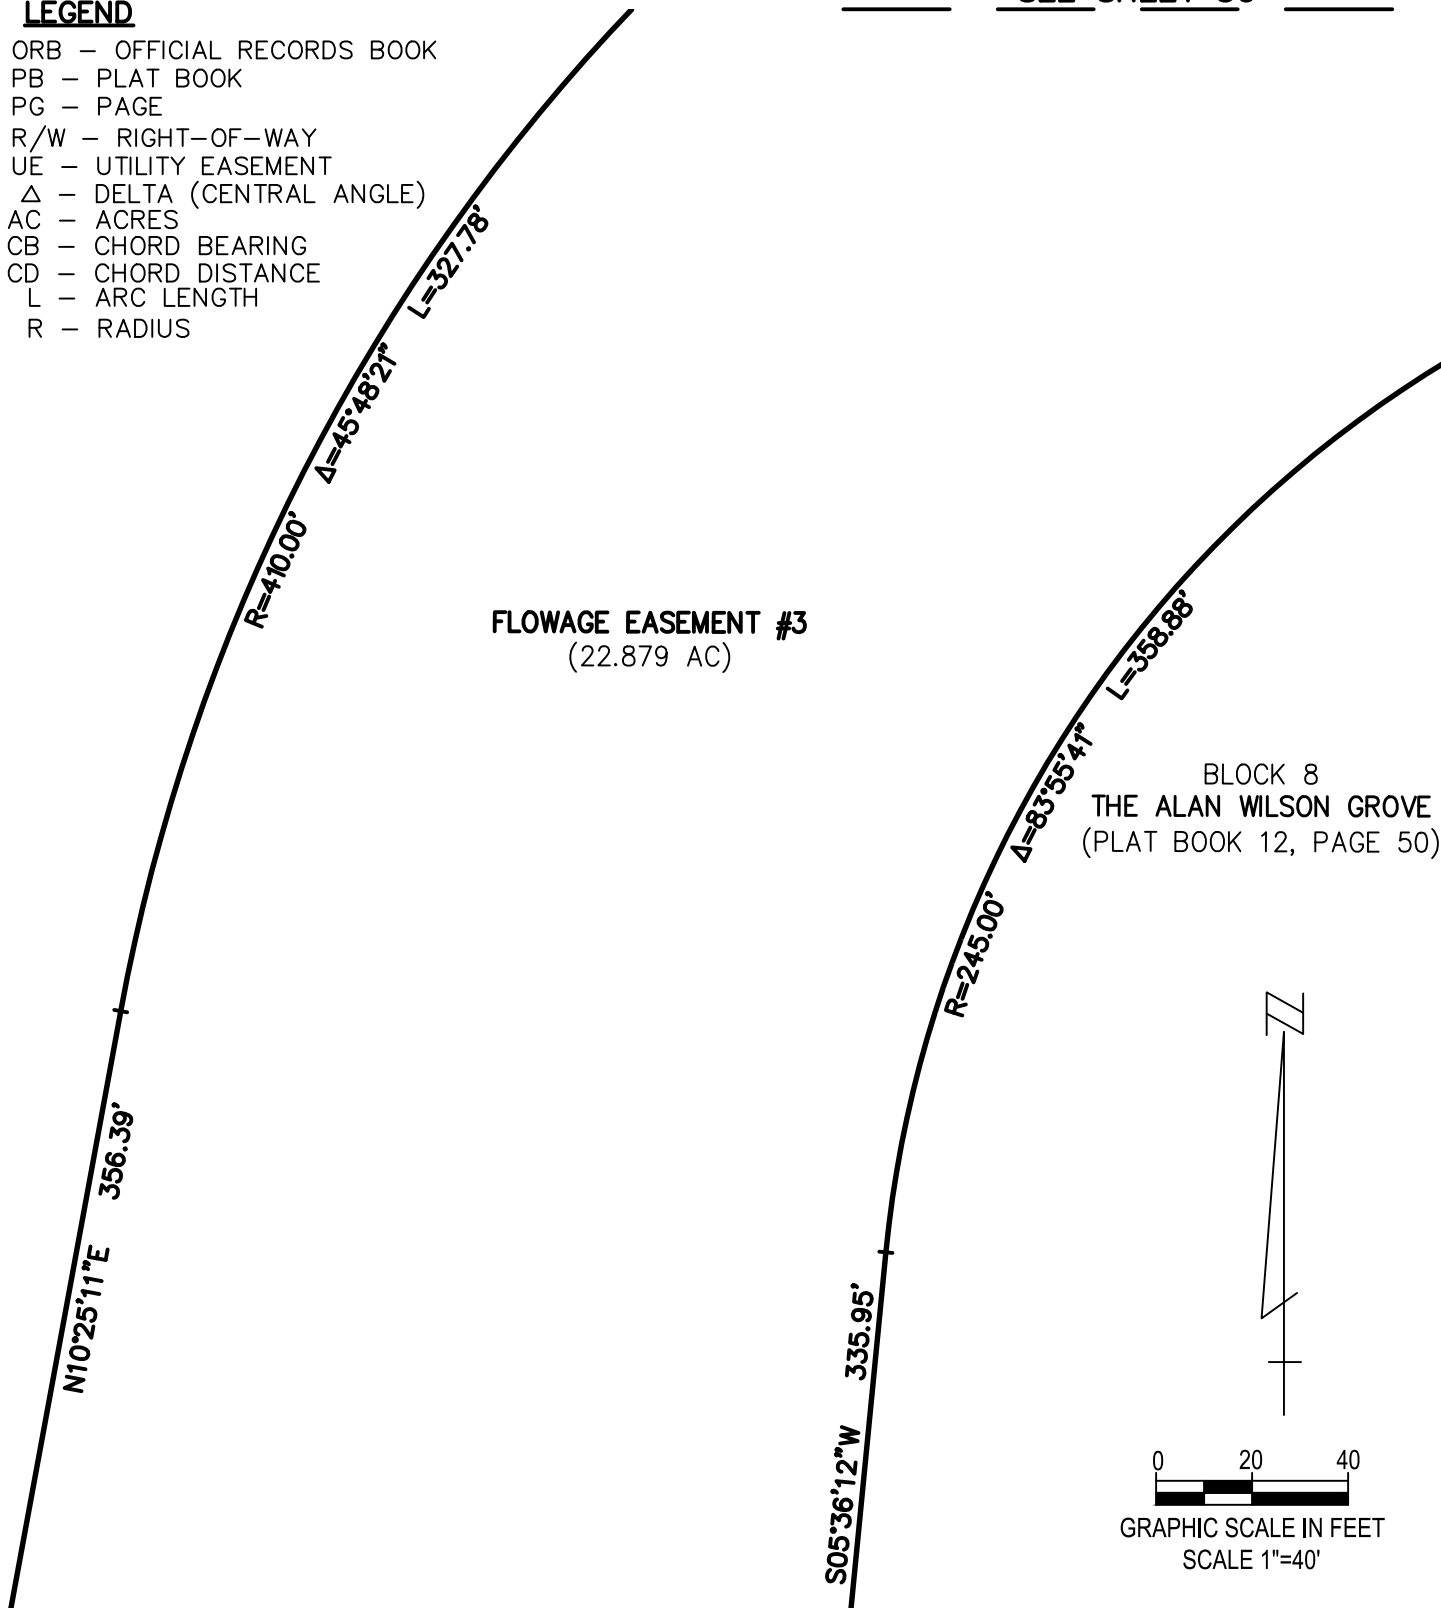 LEGEND
ORB – OFFICIAL RECORDS BOOK
PB – PLAT BOOK
PG – PAGE
R/W – RIGHT–OF–WAY
UE – UTILITY EASEMENT
Δ – DELTA (CENTRAL ANGLE)
AC – ACRES
CB – CHORD BEARING
CD – CHORD DISTANCE
L – ARC LENGTH
R – RADIUS
R=410.00' Δ=45°48'21" L=327.78'
FLOWAGE EASEMENT #3
(22.879 AC)
R=245.00' Δ=83°55'41" L=358.88'
BLOCK 8
THE ALAN WILSON GROVE
(PLAT BOOK 12, PAGE 50)
N10°25'11"E 356.39'
S05°36'12"W 335.95'
N
0 20 40
GRAPHIC SCALE IN FEET
SCALE 1"=40'